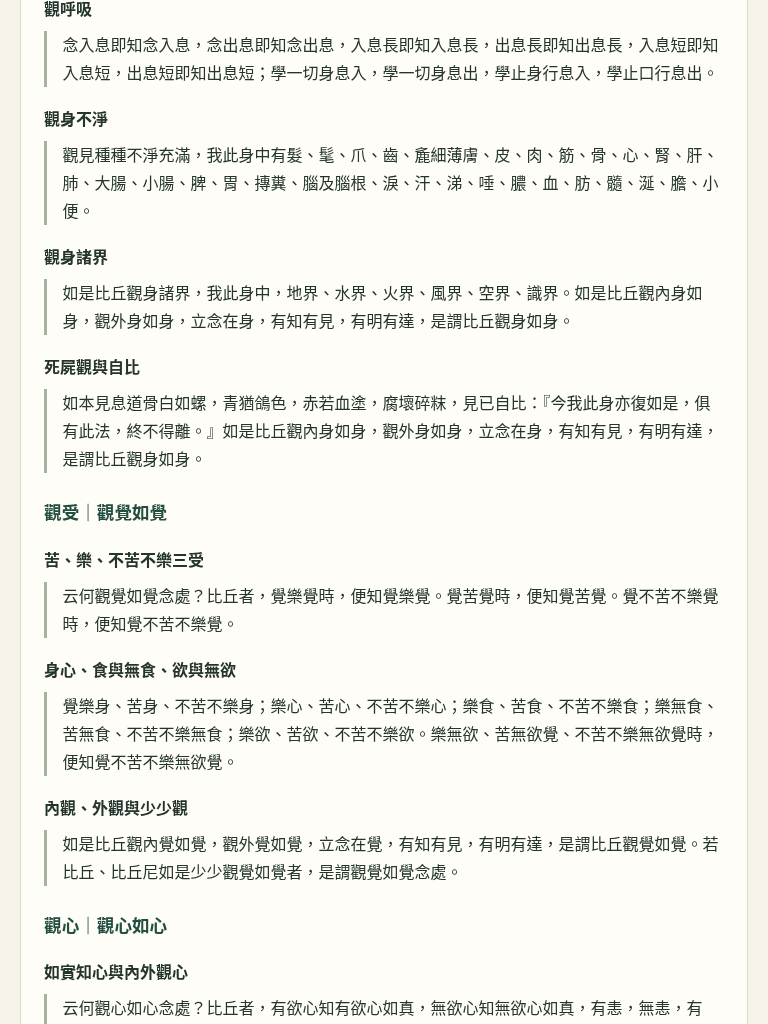 觀呼吸
念入息即知念入息，念出息即知念出息，入息長即知入息長，出息長即知出息長，入息短即知
入息短，出息短即知出息短；學一切身息入，學一切身息出，學止身行息入，學止口行息出。
觀身不淨
觀見種種不淨充滿，我此身中有髮、髦、爪、齒、麁細薄膚、皮、肉、筋、骨、心、腎、肝、
肺、大腸、小腸、脾、胃、摶糞、腦及腦根、淚、汗、涕、唾、膿、血、肪、髓、涎、膽、小
便。
觀身諸界
如是比丘觀身諸界，我此身中，地界、水界、火界、風界、空界、識界。如是比丘觀內身如
身，觀外身如身，立念在身，有知有見，有明有達，是謂比丘觀身如身。
死屍觀與自比
如本見息道骨白如螺，青猶鴿色，赤若血塗，腐壞碎粖，見已自比：『今我此身亦復如是，俱
有此法，終不得離。』如是比丘觀內身如身，觀外身如身，立念在身，有知有見，有明有達，
是謂比丘觀身如身。
觀受｜觀覺如覺
苦、樂、不苦不樂三受
云何觀覺如覺念處？比丘者，覺樂覺時，便知覺樂覺。覺苦覺時，便知覺苦覺。覺不苦不樂覺
時，便知覺不苦不樂覺。
身心、食與無食、欲與無欲
覺樂身、苦身、不苦不樂身；樂心、苦心、不苦不樂心；樂食、苦食、不苦不樂食；樂無食、
苦無食、不苦不樂無食；樂欲、苦欲、不苦不樂欲。樂無欲、苦無欲覺、不苦不樂無欲覺時，
便知覺不苦不樂無欲覺。
內觀、外觀與少少觀
如是比丘觀內覺如覺，觀外覺如覺，立念在覺，有知有見，有明有達，是謂比丘觀覺如覺。若
比丘、比丘尼如是少少觀覺如覺者，是謂觀覺如覺念處。
觀心｜觀心如心
如實知心與內外觀心
云何觀心如心念處？比丘者，有欲心知有欲心如真，無欲心知無欲心如真，有恚，無恚，有